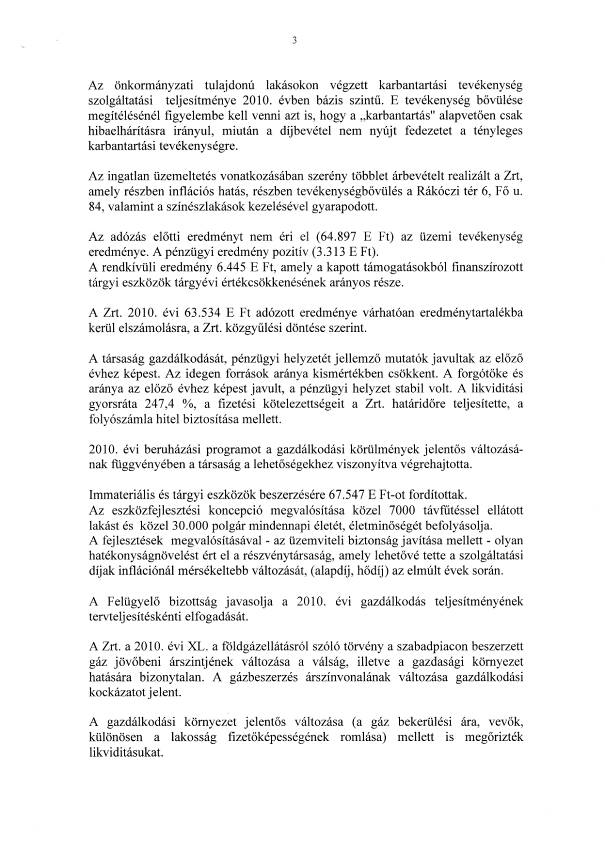 3
Az önkormányzati tulajdonú lakásokon végzett karbantartási tevékenység
szolgáltatási teljesítménye 2010. évben bázis szintű. E tevékenység bővülése
megítélésénél figyelembe kell venni azt is, hogy a „karbantartás" alapvetően csak
hibaelhárításra irányul, miután a díjbevétel nem nyújt fedezetet a tényleges
karbantartási tevékenységre.
Az ingatlan üzemeltetés vonatkozásában szerény többlet árbevételt realizált a Zrt,
amely részben inflációs hatás, részben tevékenységbővülés a Rákóczi tér 6, Fő u.
84, valamint a színészlakások kezelésével gyarapodott.
Az adózás előtti eredményt nem éri el (64.897 E Ft) az üzemi tevékenység
eredménye. A pénzügyi eredmény pozitív (3.313 E Ft).
A rendkívüli eredmény 6.445 E Ft, amely a kapott támogatásokból finanszírozott
tárgyi eszközök tárgyévi értékcsökkenésének arányos része.
A Zrt. 2010. évi 63.534 E Ft adózott eredménye várhatóan eredménytartalékba
kerül elszámolásra, a Zrt. közgyűlési döntése szerint.
A társaság gazdálkodását, pénzügyi helyzetét jellemző mutatók javultak az előző
évhez képest. Az idegen források aránya kismértékben csökkent. A forgótőke és
aránya az előző évhez képest javult, a pénzügyi helyzet stabil volt. A likviditási
gyorsráta 247,4 %, a fizetési kötelezettségeit a Zrt. határidőre teljesítette, a
folyószámla hitel biztosítása mellett.
2010. évi beruházási programot a gazdálkodási körülmények jelentős változásá-
nak függvényében a társaság a lehetőségekhez viszonyítva végrehajtotta.
Immateriális és tárgyi eszközök beszerzésére 67.547 E Ft-ot fordítottak.
Az eszközfejlesztési koncepció megvalósítása közel 7000 távfűtéssel ellátott
lakást és közel 30.000 polgár mindennapi életét, életminőségét befolyásolja.
A fejlesztések megvalósításával - az üzemviteli biztonság javítása mellett - olyan
hatékonyságnövelést ért el a részvénytársaság, amely lehetővé tette a szolgáltatási
díjak inflációnál mérsékeltebb változását, (alapdíj, hődíj) az elmúlt évek során.
A Felügyelő bizottság javasolja a 2010. évi gazdálkodás teljesítményének
tervteljesítéskénti elfogadását.
A Zrt. a 2010. évi XL. a földgázellátásról szóló törvény a szabadpiacon beszerzett
gáz jövőbeni árszintjének változása a válság, illetve a gazdasági környezet
hatására bizonytalan. A gázbeszerzés árszínvonalának változása gazdálkodási
kockázatot jelent.
A gazdálkodási környezet jelentős változása (a gáz bekerülési ára, vevők,
különösen a lakosság fizetőképességének romlása) mellett is megőrizték
likviditásukat.